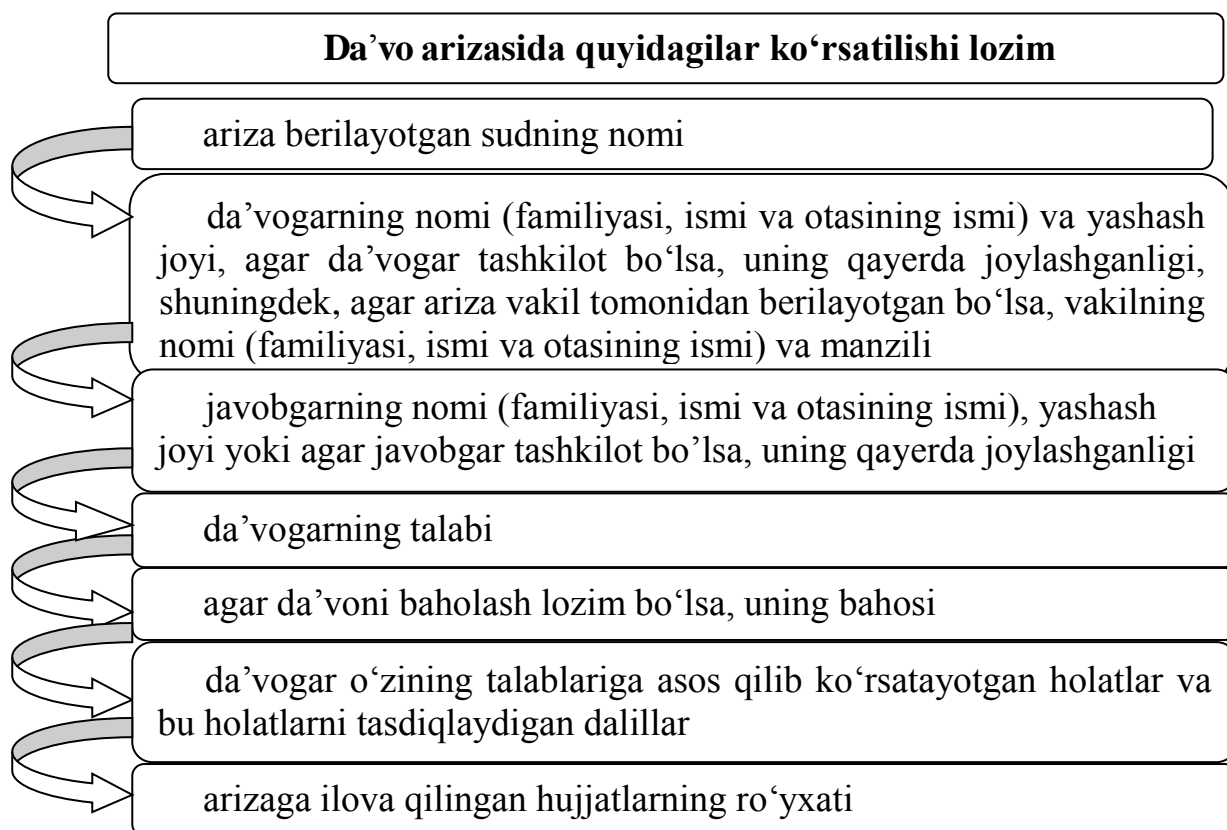 Da’vo arizasida quyidagilar ko‘rsatilishi lozim
ariza berilayotgan sudning nomi
da’vogarning nomi (familiyasi, ismi va otasining ismi) va yashash
joyi, agar da’vogar tashkilot bo‘lsa, uning qayerda joylashganligi,
shuningdek, agar ariza vakil tomonidan berilayotgan bo‘lsa, vakilning
nomi (familiyasi, ismi va otasining ismi) va manzili
javobgarning nomi (familiyasi, ismi va otasining ismi), yashash
joyi yoki agar javobgar tashkilot bo’lsa, uning qayerda joylashganligi
da’vogarning talabi
agar da’voni baholash lozim bo‘lsa, uning bahosi
da’vogar o‘zining talablariga asos qilib ko‘rsatayotgan holatlar va
bu holatlarni tasdiqlaydigan dalillar
arizaga ilova qilingan hujjatlarning ro‘yxati